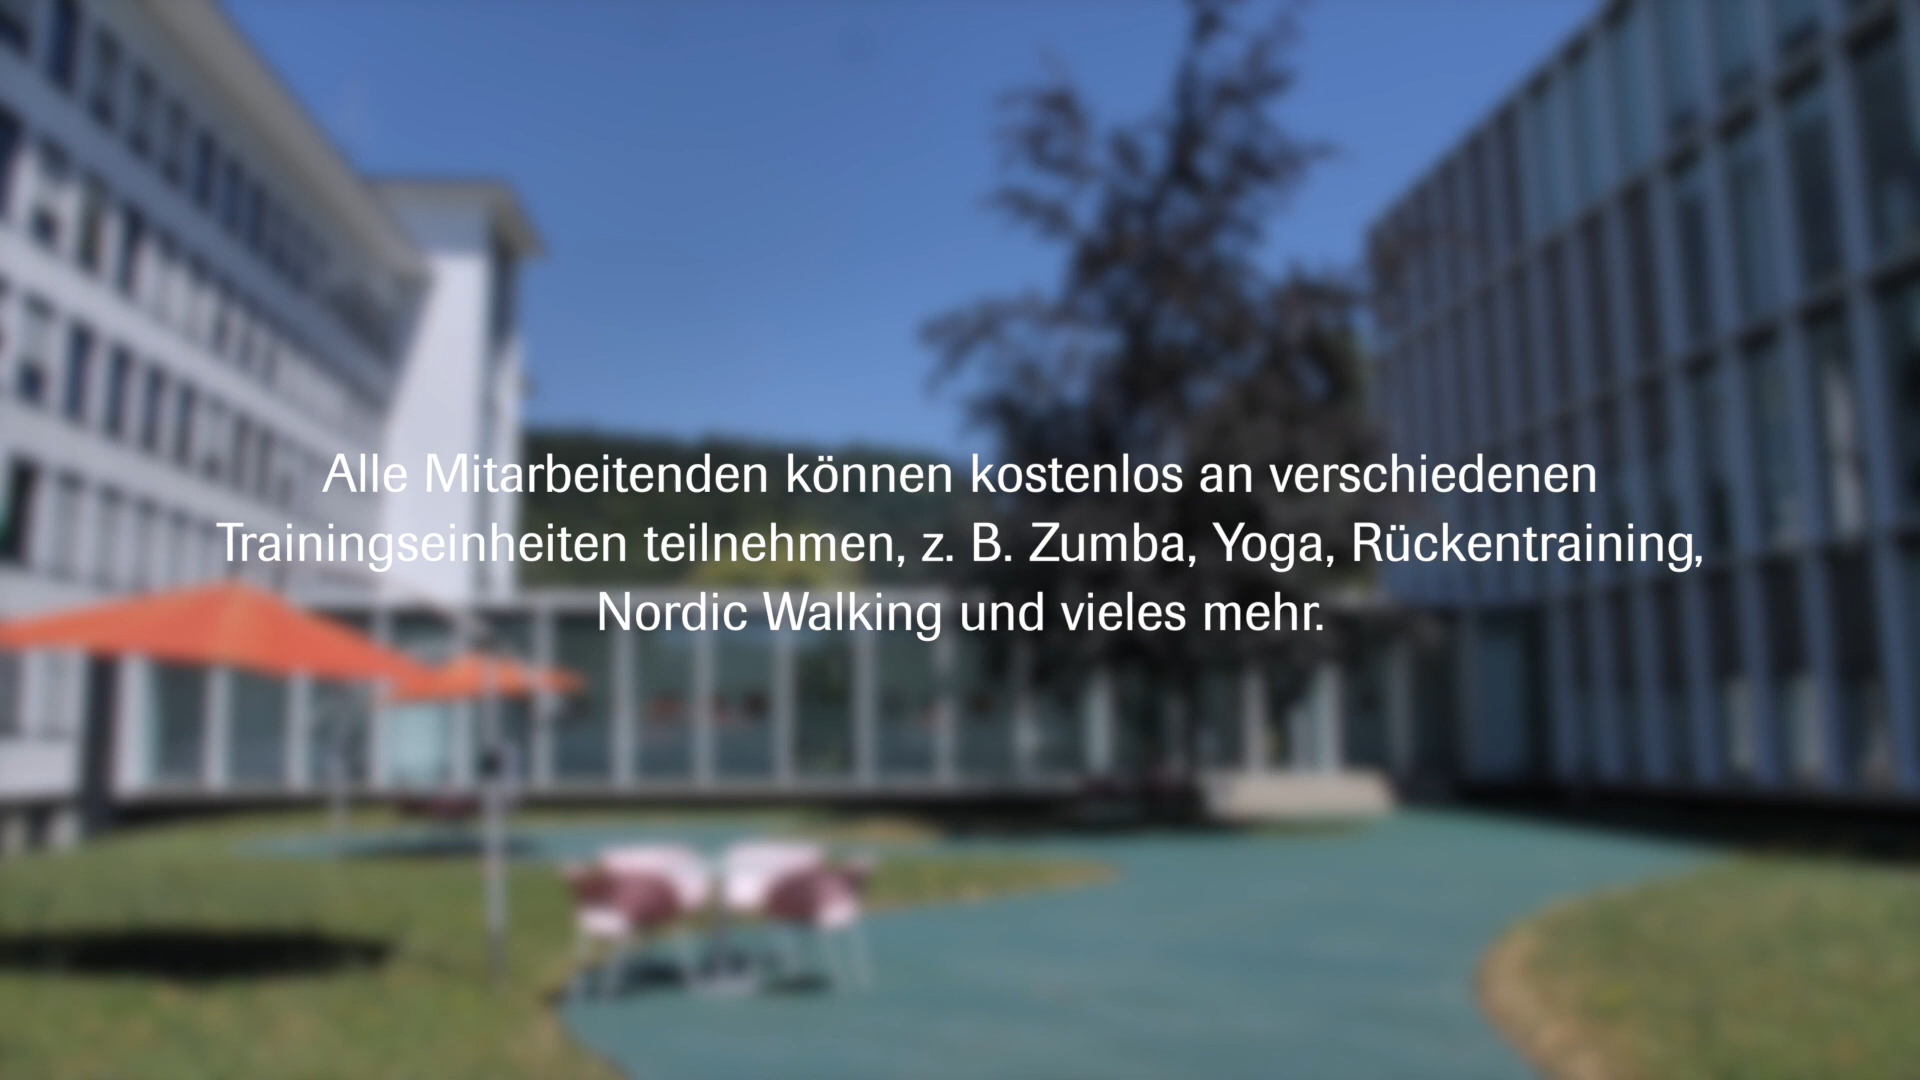 Alle Mitarbeitenden können kostenlos an verschiedenen
Trainingseinheiten teilnehmen, z. B. Zumba, Yoga, Rückentraining,
Nordic Walking und vieles mehr.